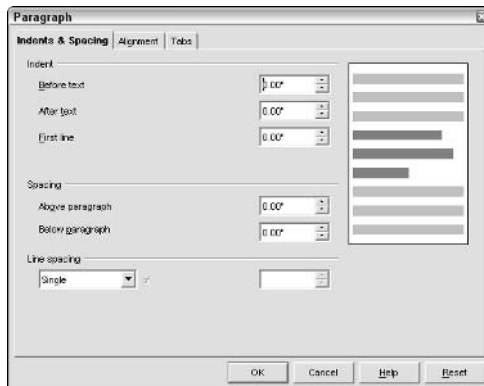 Paragraph
Indents & Spacing Alignment Tabs
Indent
Before text 0.00"
After text 0.00"
First line 0.00"
Spacing
Above paragraph 0.00"
Below paragraph 0.00"
Line spacing
Single
OK Cancel Help Reset